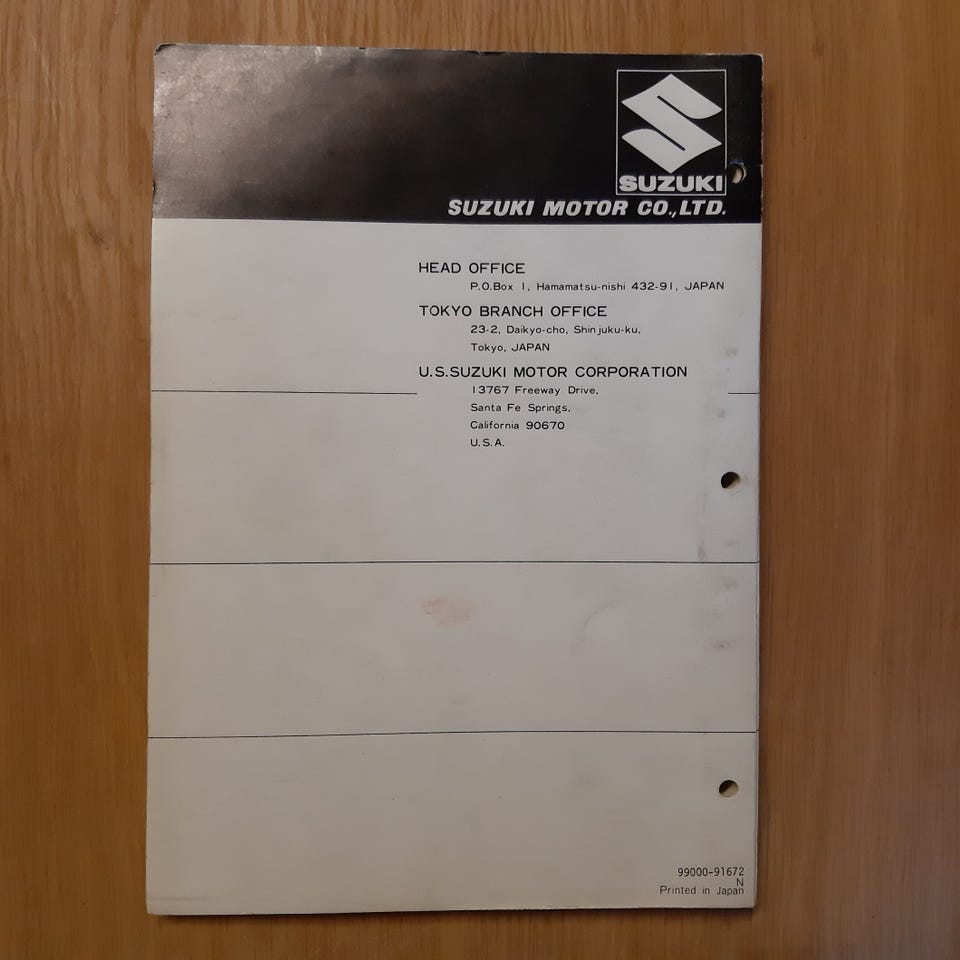 SUZUKI
SUZUKI MOTOR CO.,LTD.
HEAD OFFICE
P.O.Box 1, Hamamatsu-nishi 432-91, JAPAN
TOKYO BRANCH OFFICE
23-2, Daikyo-cho, Shinjuku-ku,
Tokyo, JAPAN
U.S.SUZUKI MOTOR CORPORATION
13767 Freeway Drive,
Santa Fe Springs,
California 90670
U.S.A.
99000-91672
N
Printed in Japan